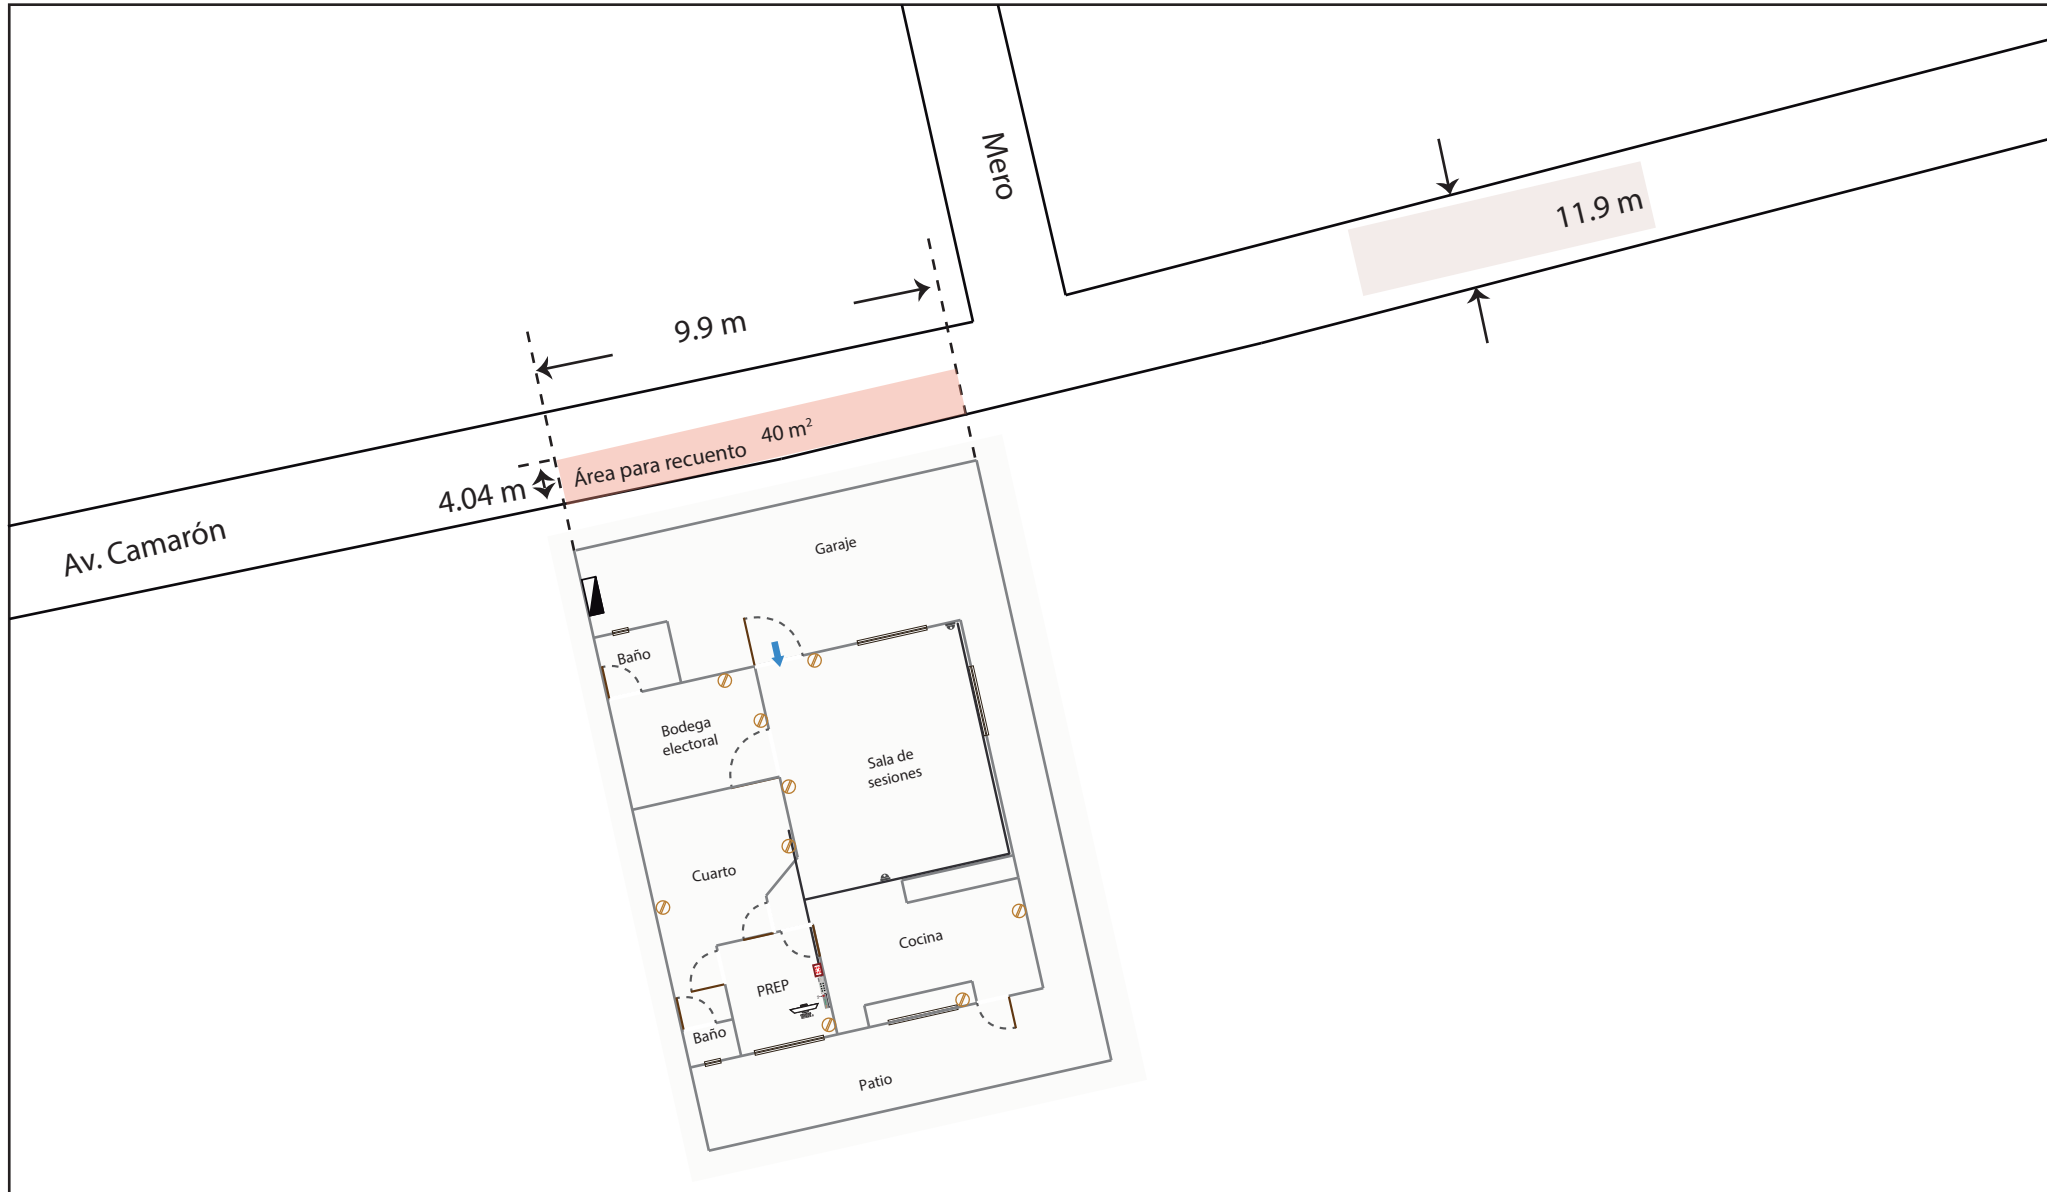 Mero
11.9 m
9.9 m
40 m²
Área para recuento
4.04 m
Av. Camarón
Garaje
Baño
Bodega
electoral
Sala de
sesiones
Cuarto
Cocina
PREP
Baño
Patio